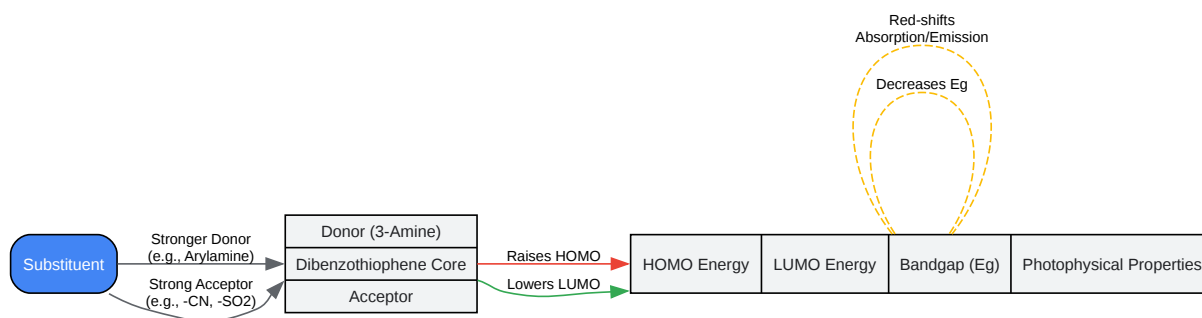 Red-shifts
Absorption/Emission
Decreases Eg
Substituent
Stronger Donor
(e.g., Arylamine)
Strong Acceptor
(e.g., -CN, -SO2)
Donor (3-Amine)
Dibenzothiophene Core
Acceptor
Raises HOMO
Lowers LUMO
HOMO Energy
LUMO Energy
Bandgap (Eg)
Photophysical Properties